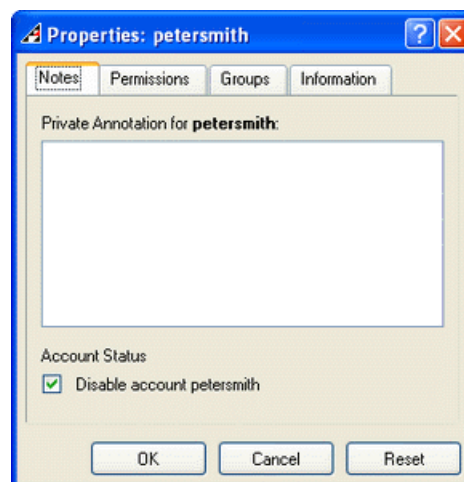 Properties: petersmith
Notes Permissions Groups Information
Private Annotation for petersmith:
Account Status
Disable account petersmith
OK Cancel Reset